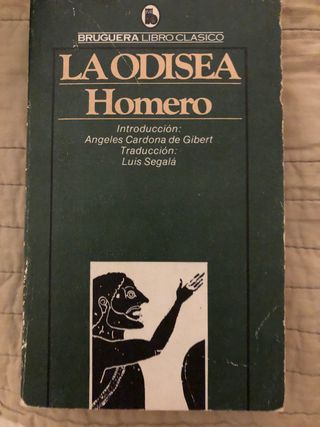 BRUGUERA LIBRO CLASICO
LA ODISEA
Homero
Introducción:
Angeles Cardona de Gibert
Traducción:
Luis Segalá